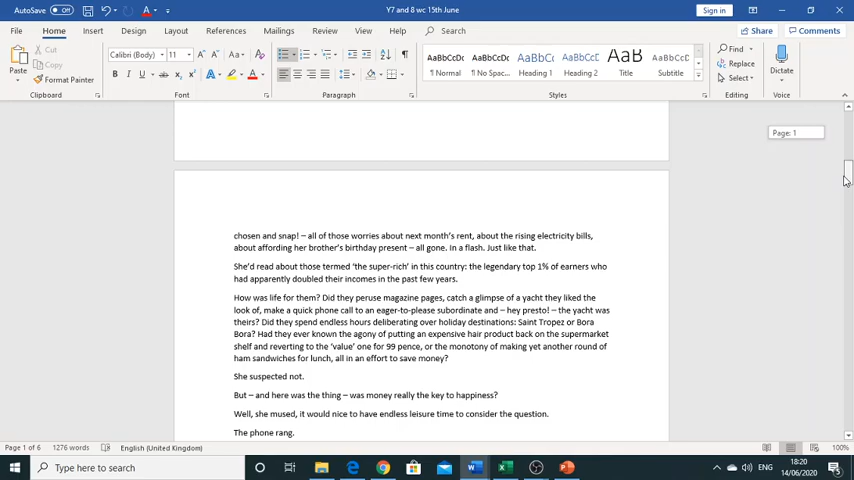 AutoSave Off Y7 and 8 wc 15th June Sign in
File Home Insert Design Layout References Mailings Review View Help Search Share Comments
Cut Calibri (Body) 11 Aa Find
Copy AaBbCcDc AaBbCcDc AaBbCc AaBbCcC AaB AaBbCcC Replace
Paste Format Painter B I U ab ¶ Normal ¶ No Spac... Heading 1 Heading 2 Title Subtitle Select Dictate
Clipboard Font Paragraph Styles Editing Voice
Page: 1
chosen and snap! – all of those worries about next month's rent, about the rising electricity bills,
about affording her brother's birthday present – all gone. In a flash. Just like that.
She'd read about those termed 'the super-rich' in this country: the legendary top 1% of earners who
had apparently doubled their incomes in the past few years.
How was life for them? Did they peruse magazine pages, catch a glimpse of a yacht they liked the
look of, make a quick phone call to an eager-to-please subordinate and – hey presto! – the yacht was
theirs? Did they spend endless hours deliberating over holiday destinations: Saint Tropez or Bora
Bora? Had they ever known the agony of putting an expensive hair product back on the supermarket
shelf and reverting to the 'value' one for 99 pence, or the monotony of making yet another round of
ham sandwiches for lunch, all in an effort to save money?
She suspected not.
But – and here was the thing – was money really the key to happiness?
Well, she mused, it would nice to have endless leisure time to consider the question.
The phone rang.
Page 1 of 6 1276 words English (United Kingdom) 100%
Type here to search ENG 18:20
14/06/2020